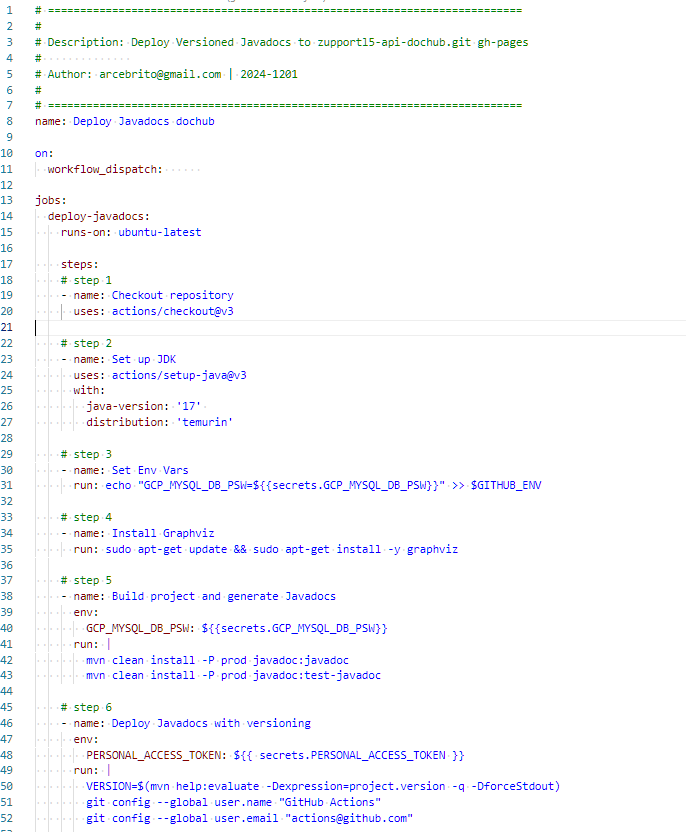 1 # ==========================================================================
2 #
3 # Description: Deploy Versioned Javadocs to zupportl5-api-dochub.git gh-pages
4 #
5 # Author: arcebrito@gmail.com | 2024-1201
6 #
7 # ==========================================================================
8 name: Deploy Javadocs dochub
9
10 on:
11   workflow_dispatch:
12
13 jobs:
14   deploy-javadocs:
15     runs-on: ubuntu-latest
16
17     steps:
18     # step 1
19     - name: Checkout repository
20       uses: actions/checkout@v3
21
22     # step 2
23     - name: Set up JDK
24       uses: actions/setup-java@v3
25       with:
26         java-version: '17'
27         distribution: 'temurin'
28
29     # step 3
30     - name: Set Env Vars
31       run: echo "GCP_MYSQL_DB_PSW=${{secrets.GCP_MYSQL_DB_PSW}}" >> $GITHUB_ENV
32
33     # step 4
34     - name: Install Graphviz
35       run: sudo apt-get update && sudo apt-get install -y graphviz
36
37     # step 5
38     - name: Build project and generate Javadocs
39       env:
40         GCP_MYSQL_DB_PSW: ${{secrets.GCP_MYSQL_DB_PSW}}
41       run: |
42         mvn clean install -P prod javadoc:javadoc
43         mvn clean install -P prod javadoc:test-javadoc
44
45     # step 6
46     - name: Deploy Javadocs with versioning
47       env:
48         PERSONAL_ACCESS_TOKEN: ${{ secrets.PERSONAL_ACCESS_TOKEN }}
49       run: |
50         VERSION=$(mvn help:evaluate -Dexpression=project.version -q -DforceStdout)
51         git config --global user.name "GitHub Actions"
52         git config --global user.email "actions@github.com"